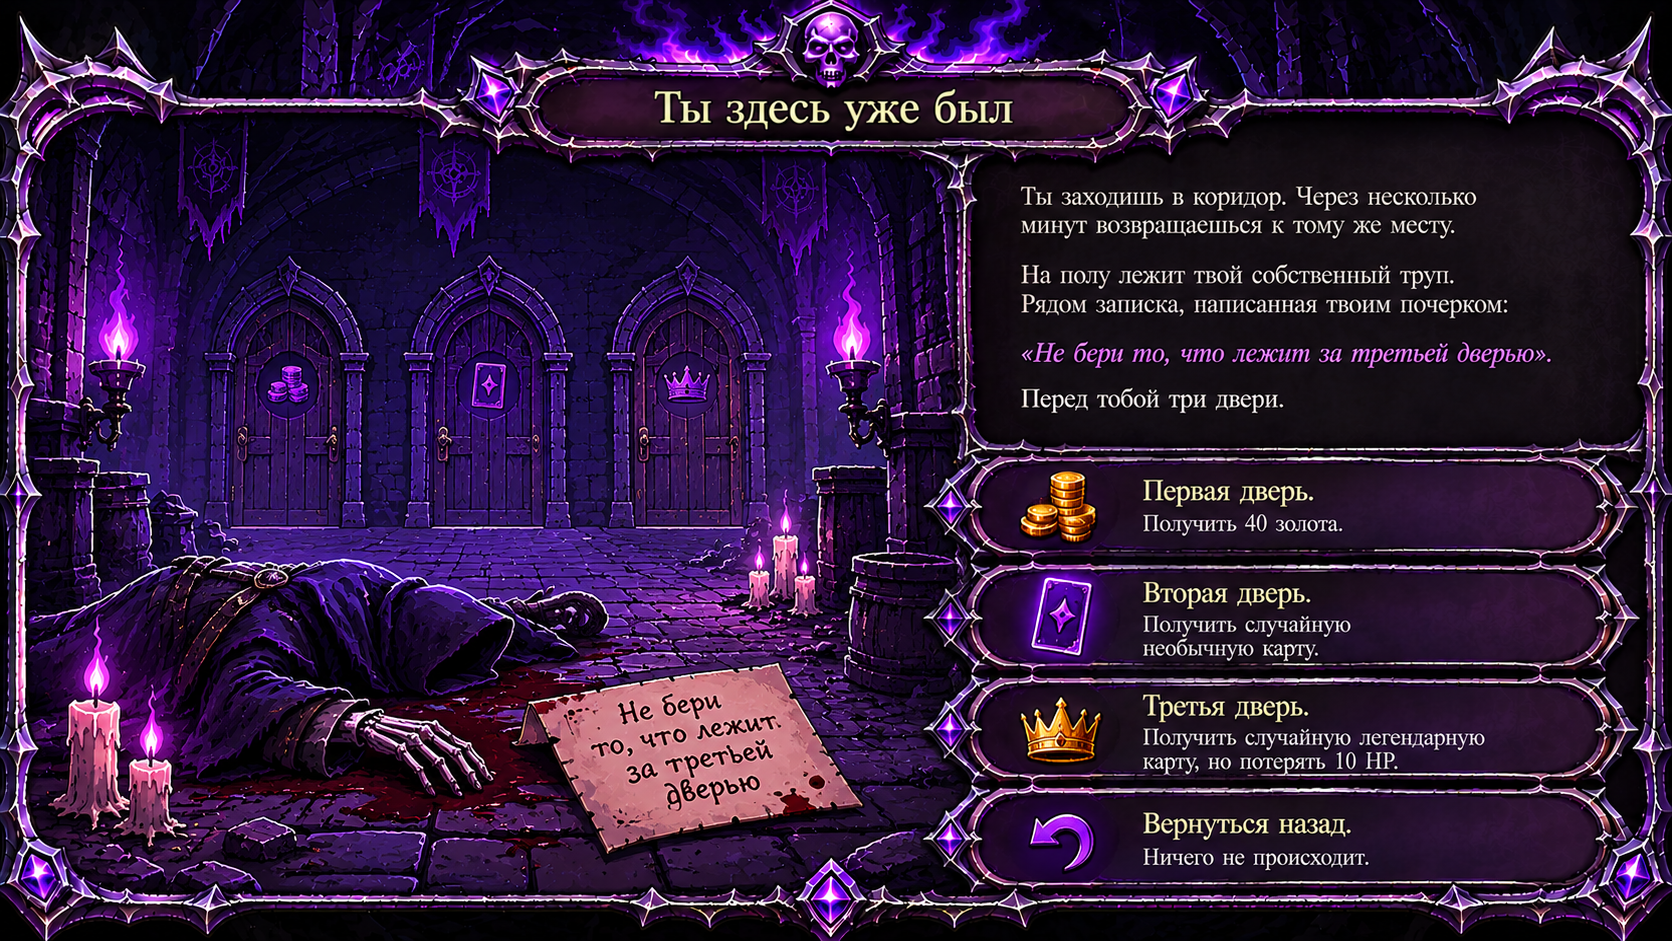 Ты здесь уже был
Ты заходишь в коридор. Через несколько
минут возвращаешься к тому же месту.
На полу лежит твой собственный труп.
Рядом записка, написанная твоим почерком:
«Не бери то, что лежит за третьей дверью».
Перед тобой три двери.
Первая дверь.
Получить 40 золота.
Вторая дверь.
Получить случайную
необычную карту.
Третья дверь.
Получить случайную легендарную
карту, но потерять 10 HP.
Вернуться назад.
Ничего не происходит.
Не бери
то, что лежит
за третьей
дверью